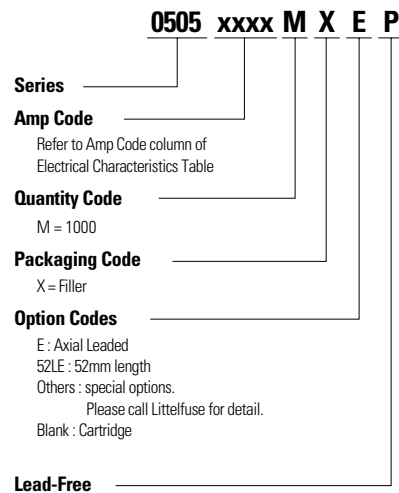 0505 xxxx M X E P
Series
Amp Code
Refer to Amp Code column of
Electrical Characteristics Table
Quantity Code
M = 1000
Packaging Code
X = Filler
Option Codes
E : Axial Leaded
52LE : 52mm length
Others : special options.
Please call Littelfuse for detail.
Blank : Cartridge
Lead-Free